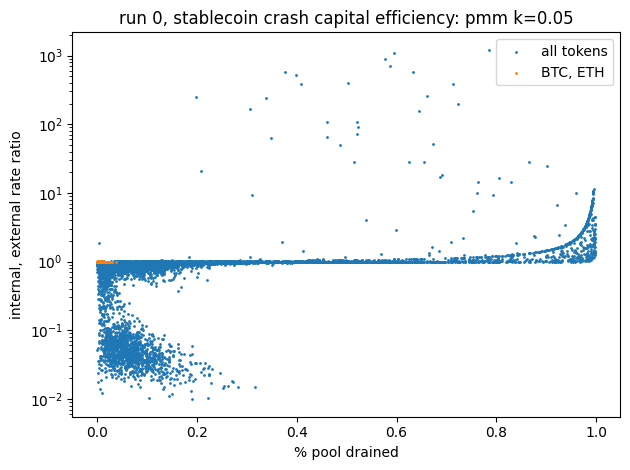 run 0, stablecoin crash capital efficiency: pmm k=0.05
all tokens
BTC, ETH
internal, external rate ratio
10³
10²
10¹
10⁰
10⁻¹
10⁻²
0.0 0.2 0.4 0.6 0.8 1.0
% pool drained